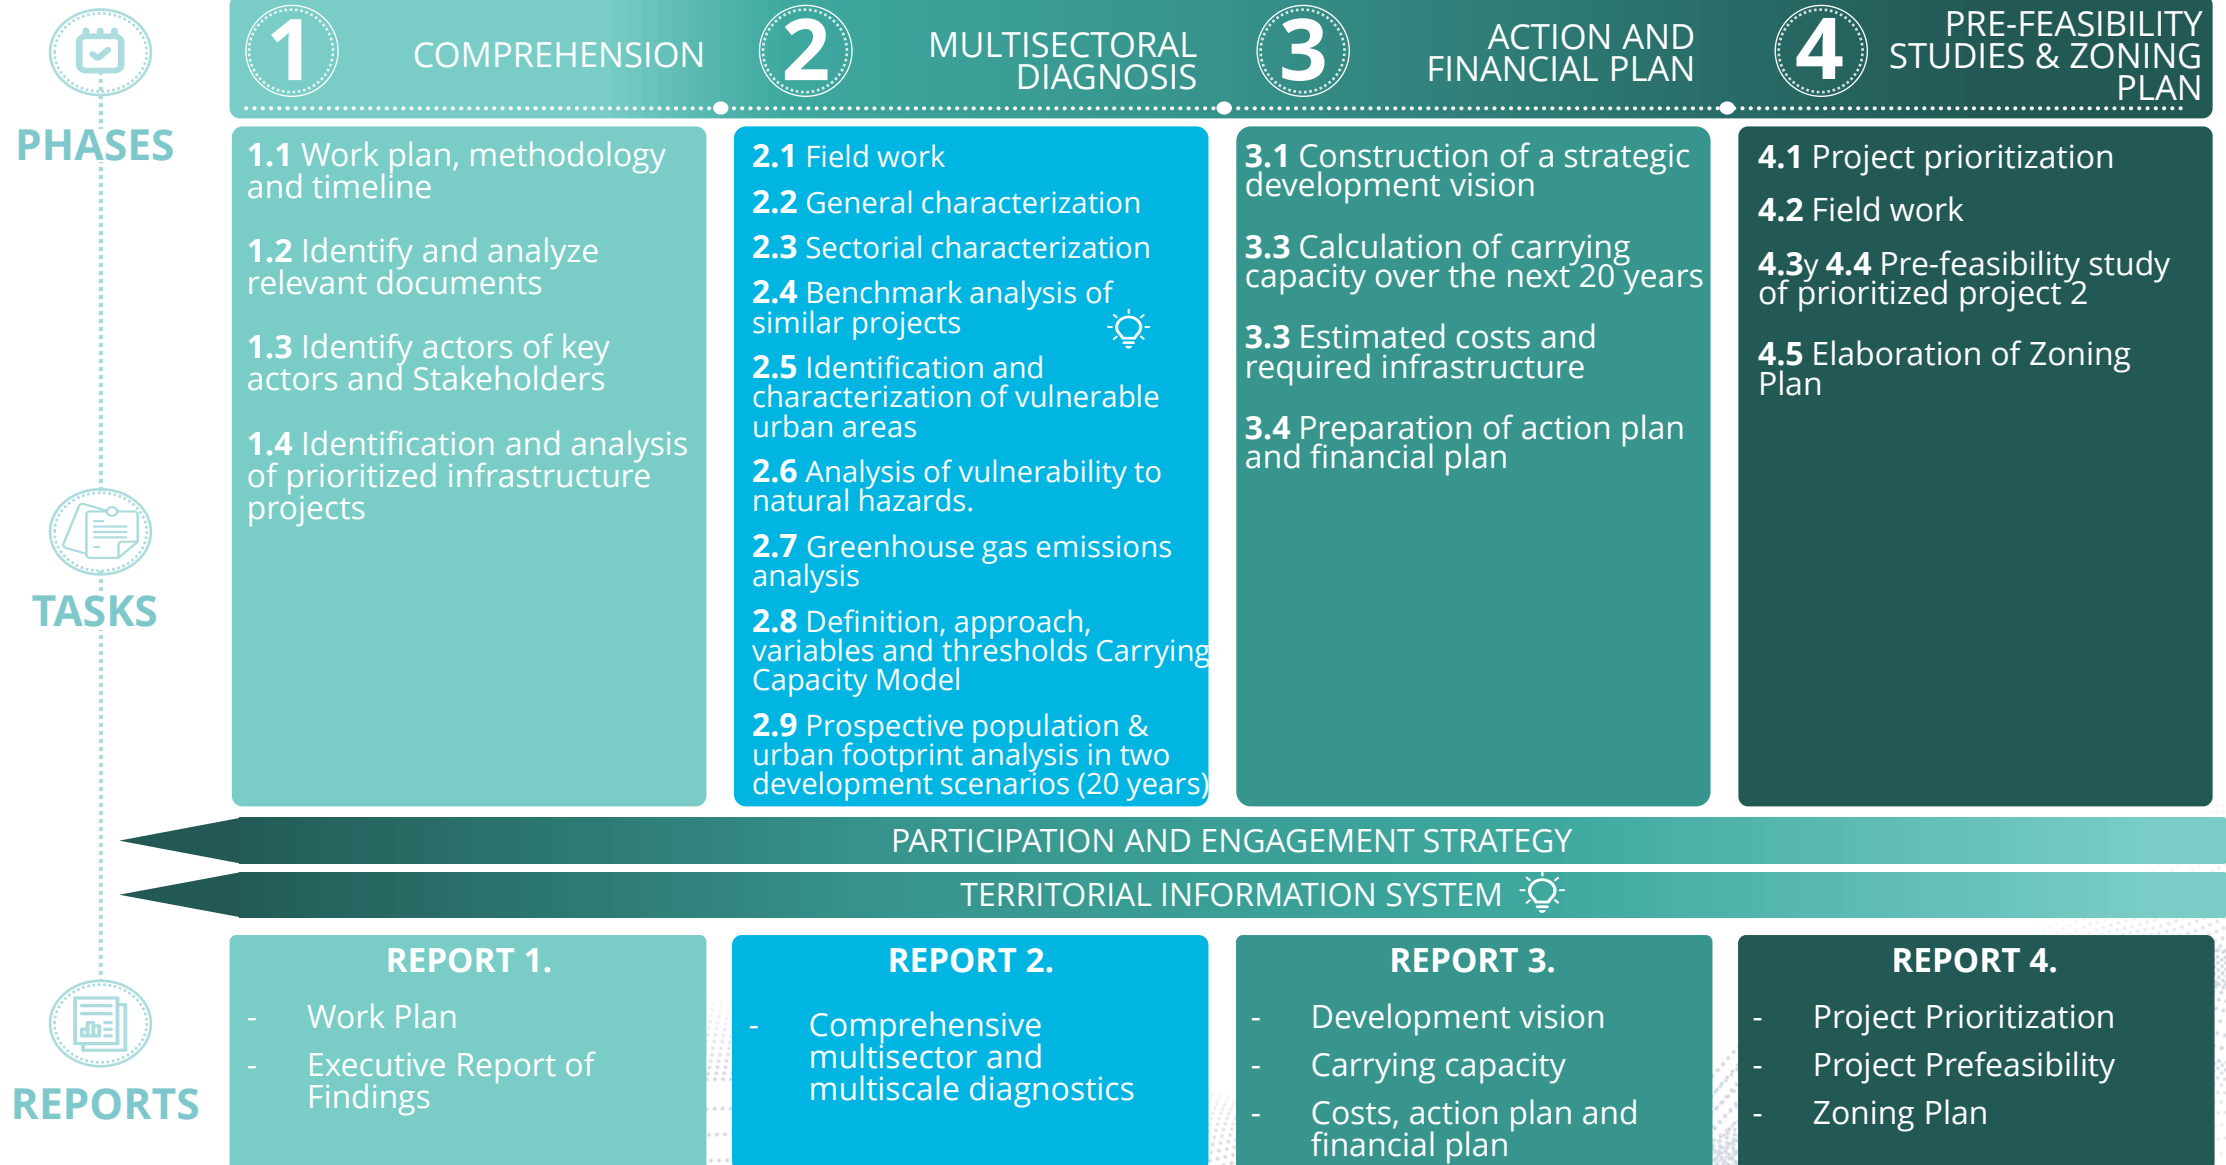 PHASES
1
COMPREHENSION
2
MULTISECTORAL
DIAGNOSIS
3
ACTION AND
FINANCIAL PLAN
4
PRE-FEASIBILITY
STUDIES & ZONING
PLAN
TASKS
1.1 Work plan, methodology
and timeline
1.2 Identify and analyze
relevant documents
1.3 Identify actors of key
actors and Stakeholders
1.4 Identification and analysis
of prioritized infrastructure
projects
2.1 Field work
2.2 General characterization
2.3 Sectorial characterization
2.4 Benchmark analysis of
similar projects
2.5 Identification and
characterization of vulnerable
urban areas
2.6 Analysis of vulnerability to
natural hazards.
2.7 Greenhouse gas emissions
analysis
2.8 Definition, approach,
variables and thresholds Carrying
Capacity Model
2.9 Prospective population &
urban footprint analysis in two
development scenarios (20 years)
3.1 Construction of a strategic
development vision
3.3 Calculation of carrying
capacity over the next 20 years
3.3 Estimated costs and
required infrastructure
3.4 Preparation of action plan
and financial plan
4.1 Project prioritization
4.2 Field work
4.3y 4.4 Pre-feasibility study
of prioritized project 2
4.5 Elaboration of Zoning
Plan
PARTICIPATION AND ENGAGEMENT STRATEGY
TERRITORIAL INFORMATION SYSTEM
REPORTS
REPORT 1.
- Work Plan
- Executive Report of
Findings
REPORT 2.
- Comprehensive
multisector and
multiscale diagnostics
REPORT 3.
- Development vision
- Carrying capacity
- Costs, action plan and
financial plan
REPORT 4.
- Project Prioritization
- Project Prefeasibility
- Zoning Plan